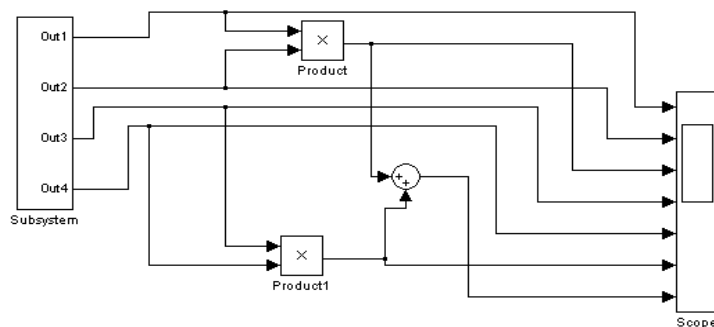 Out1
Out2
Out3
Out4
Subsystem
×
Product
×
Product1
+
+
Scope